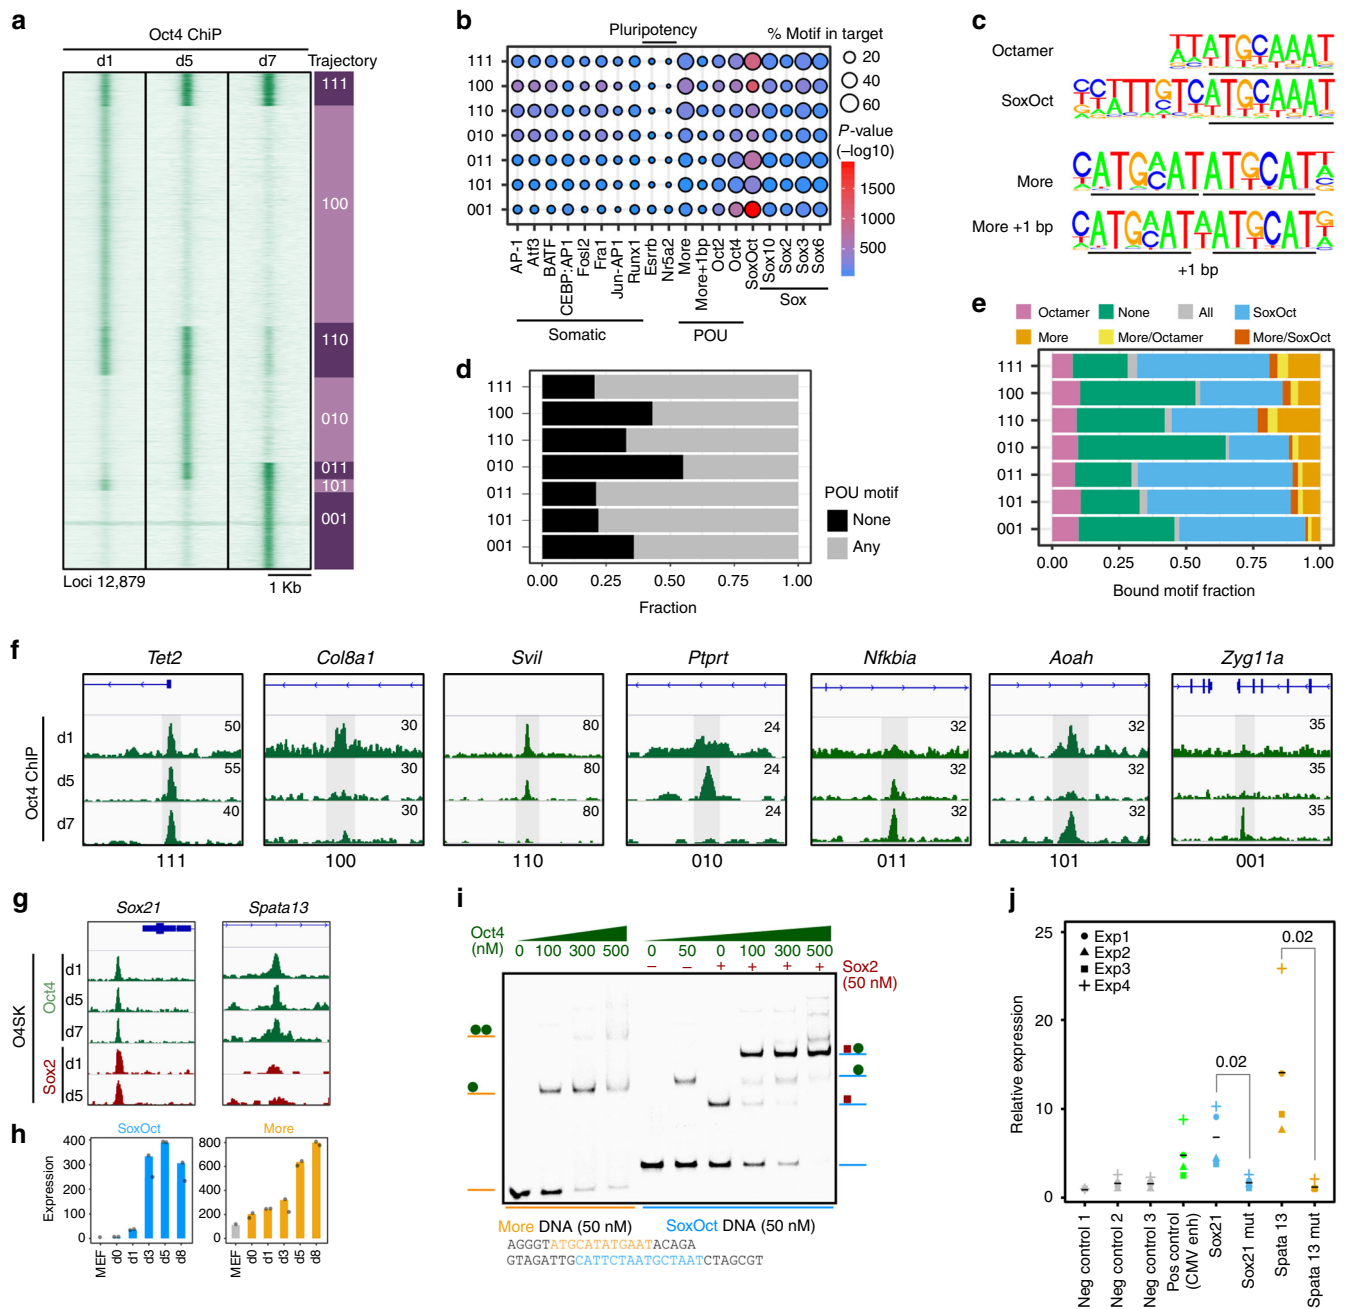 a
Oct4 ChiP
d1 d5 d7 Trajectory
111
100
110
010
011
101
001
Loci 12,879
1 Kb
b
Pluripotency
% Motif in target
20
40
60
P-value
(–log10)
1500
1000
500
111
100
110
010
011
101
001
AP-1
Atf3
BATF
CEBP:AP1
Fosl2
Fra1
Jun-AP1
Runx1
Esrrb
Nr5a2
More
More+1bp
Oct2
Oct4
SoxOct
Sox10
Sox2
Sox3
Sox6
Somatic
POU
Sox
c
Octamer
SoxOct
More
More +1 bp
+1 bp
d
111
100
110
010
011
101
001
0.00 0.25 0.50 0.75 1.00
Fraction
POU motif
None
Any
e
Octamer None All SoxOct
More More/Octamer More/SoxOct
111
100
110
010
011
101
001
0.00 0.25 0.50 0.75 1.00
Bound motif fraction
f
Tet2 Col8a1 Svil Ptprt Nfkbia Aoah Zyg11a
Oct4 ChIP
d1 50 30 80 24 32 32 35
d5 55 30 80 24 32 32 35
d7 40 30 80 24 32 32 35
111 100 110 010 011 101 001
g
Sox21 Spata13
O4SK
Oct4
d1
d5
d7
Sox2
d1
d5
h
SoxOct More
Expression
400
300
200
100
0
800
600
400
200
0
MEF d0 d1 d3 d5 d8
MEF d0 d1 d3 d5 d8
i
Oct4
(nM)
0 100 300 500 0 50 0 100 300 500
– – + + + + Sox2
(50 nM)
More DNA (50 nM) SoxOct DNA (50 nM)
AGGGTATGCATATGAATACAGA
GTAGATTGCATTCTAATGCTAATCTAGCGT
j
Relative expression
25
20
10
0
Exp1
Exp2
Exp3
Exp4
0.02
0.02
Neg control 1
Neg control 2
Neg control 3
Pos control
(CMV enh)
Sox21
Sox21 mut
Spata 13
Spata 13 mut